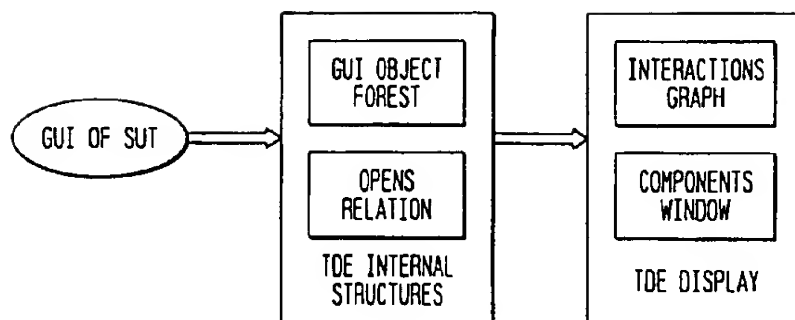 GUI OF SUT
GUI OBJECT
FOREST
OPENS
RELATION
TDE INTERNAL
STRUCTURES
INTERACTIONS
GRAPH
COMPONENTS
WINDOW
TDE DISPLAY